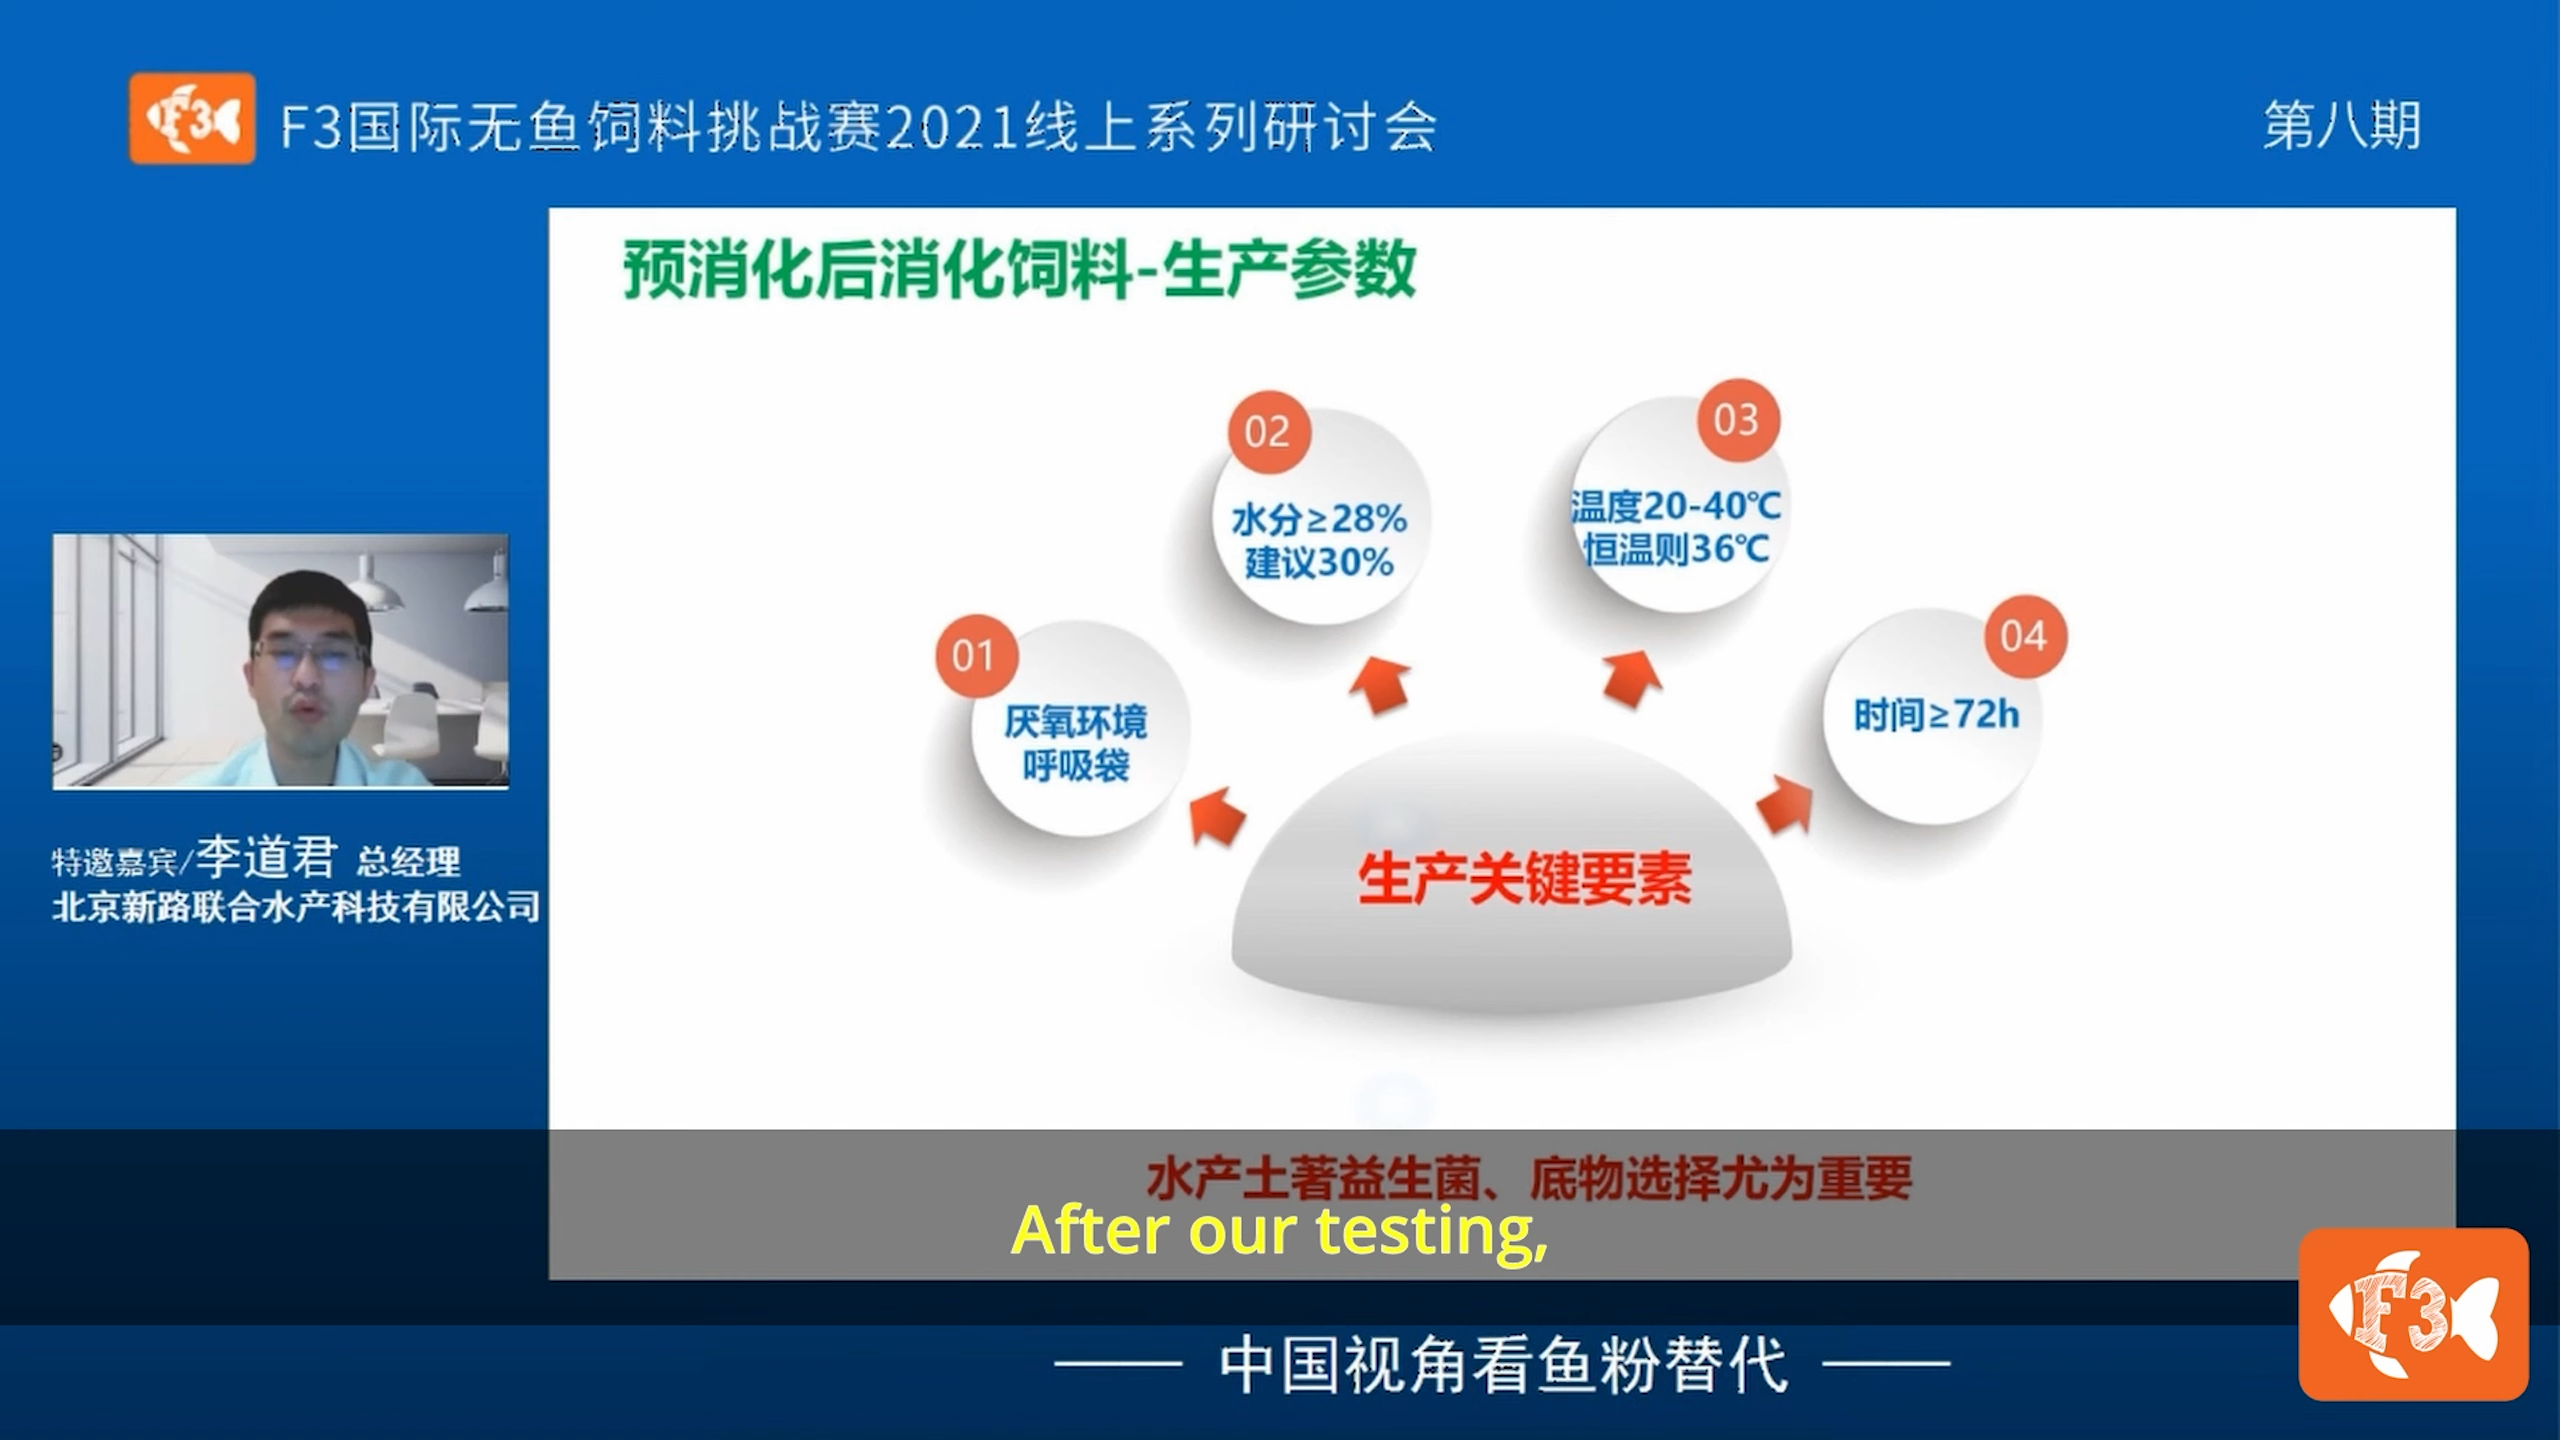 F3
F3国际无鱼饲料挑战赛2021线上系列研讨会
第八期
预消化后消化饲料-生产参数
02
水分≥28%
建议30%
03
温度20-40℃
恒温则36℃
01
厌氧环境
呼吸袋
04
时间≥72h
生产关键要素
特邀嘉宾/李道君 总经理
北京新路联合水产科技有限公司
水产土著益生菌、底物选择尤为重要
After our testing,
F3
中国视角看鱼粉替代